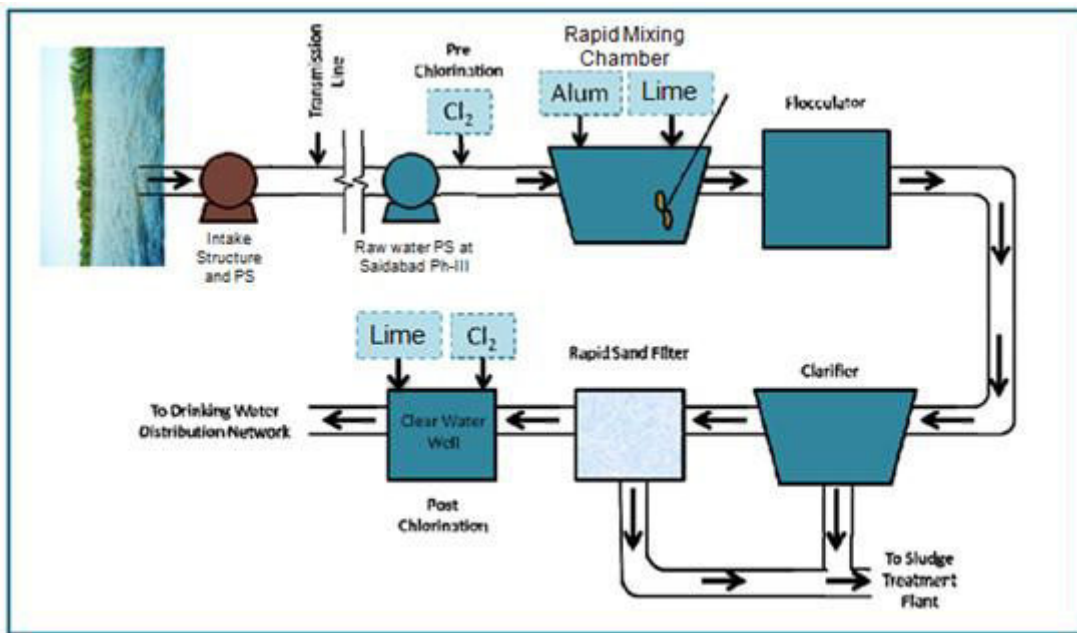 Transmission
Line
Pre
Chlorination
Cl₂
Rapid Mixing
Chamber
Alum
Lime
Flocculator
Intake
Structure
and PS
Raw water PS at
Saidabad Ph-III
Lime
Cl₂
Rapid Sand Filter
Clarifier
To Drinking Water
Distribution Network
Clear Water
Well
Post
Chlorination
To Sludge
Treatment
Plant